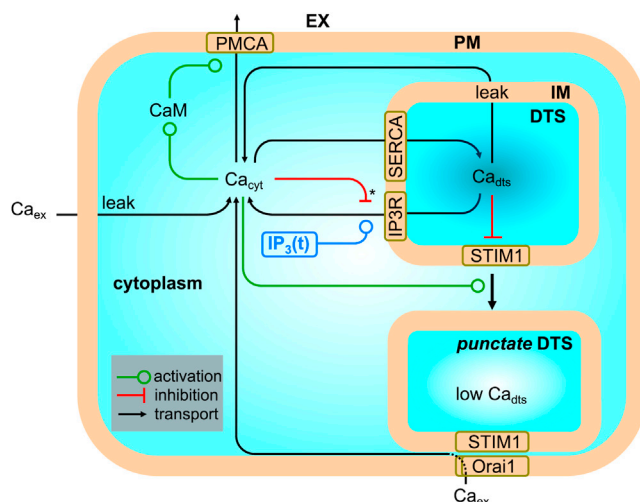 EX
PMCA
PM
CaM
leak
IM
DTS
SERCA
Ca_cyt
Ca_dts
*
Ca_ex
leak
IP3R
IP₃(t)
STIM1
cytoplasm
punctate DTS
activation
inhibition
transport
low Ca_dts
STIM1
Orai1
Ca_ex